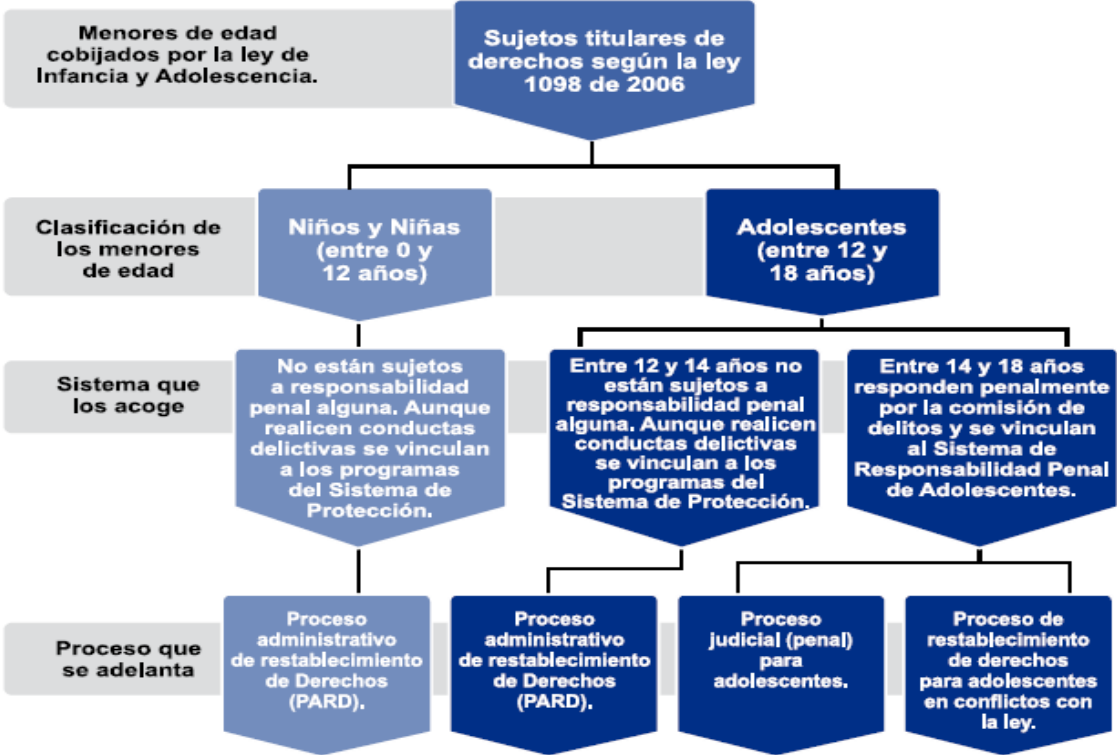 Menores de edad
cobijados por la ley de
Infancia y Adolescencia.
Sujetos titulares de
derechos según la ley
1098 de 2006
Clasificación de
los menores
de edad
Niños y Niñas
(entre 0 y
12 años)
Adolescentes
(entre 12 y
18 años)
Sistema que
los acoge
No están sujetos
a responsabilidad
penal alguna. Aunque
realicen conductas
delictivas se vinculan
a los programas
del Sistema de
Protección.
Entre 12 y 14 años no
están sujetos a
responsabilidad penal
alguna. Aunque realicen
conductas delictivas
se vinculan a los
programas del
Sistema de Protección.
Entre 14 y 18 años
responden penalmente
por la comisión de
delitos y se vinculan
al Sistema de
Responsabilidad Penal
de Adolescentes.
Proceso que
se adelanta
Proceso
administrativo
de restablecimiento
de Derechos
(PARD).
Proceso
administrativo
de restablecimiento
de Derechos
(PARD).
Proceso
judicial (penal)
para
adolescentes.
Proceso de
restablecimiento
de derechos
para adolescentes
en conflictos con
la ley.